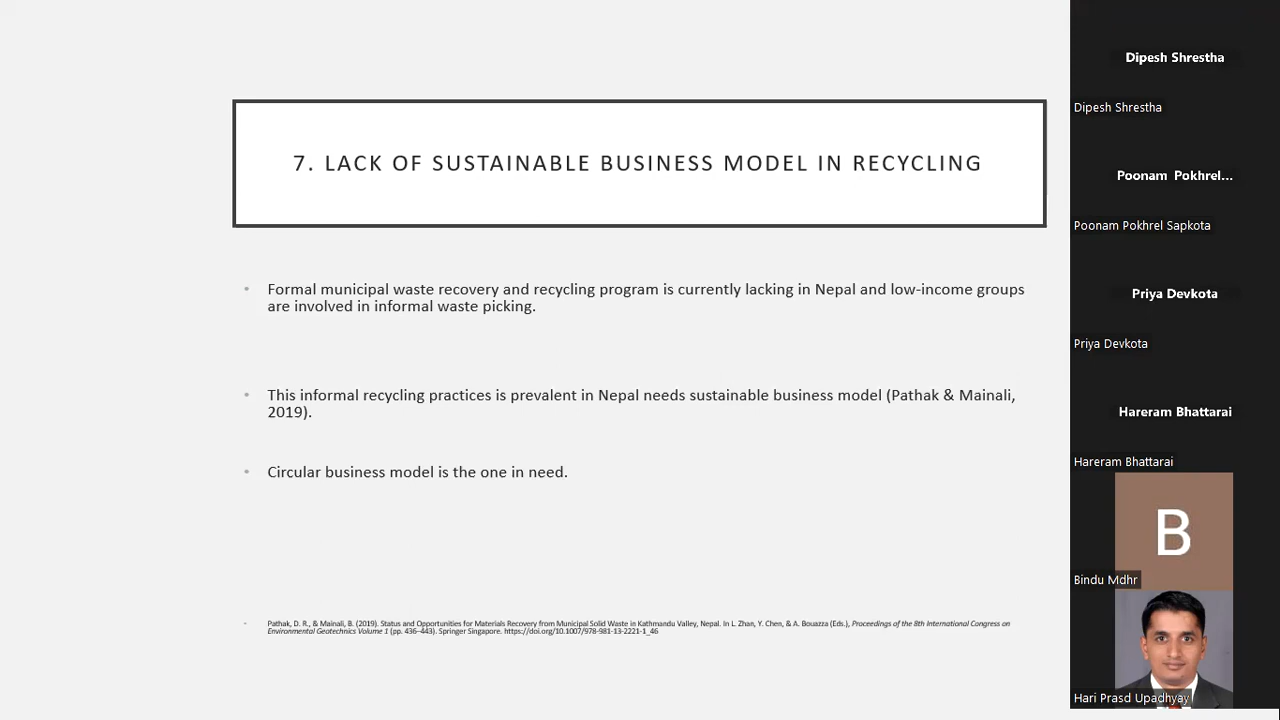 7. LACK OF SUSTAINABLE BUSINESS MODEL IN RECYCLING
• Formal municipal waste recovery and recycling program is currently lacking in Nepal and low-income groups
are involved in informal waste picking.
• This informal recycling practices is prevalent in Nepal needs sustainable business model (Pathak & Mainali,
2019).
• Circular business model is the one in need.
• Pathak, D. R., & Mainali, B. (2019). Status and Opportunities for Materials Recovery from Municipal Solid Waste in Kathmandu Valley, Nepal. In L. Zhan, Y. Chen, & A. Bouazza (Eds.), Proceedings of the 8th International Congress on
Environmental Geotechnics Volume 1 (pp. 436–443). Springer Singapore. https://doi.org/10.1007/978-981-13-2221-1_46
Dipesh Shrestha
Dipesh Shrestha
Poonam Pokhrel...
Poonam Pokhrel Sapkota
Priya Devkota
Priya Devkota
Hareram Bhattarai
Hareram Bhattarai
B
Bindu Mdhr
Hari Prasd Upadhyay